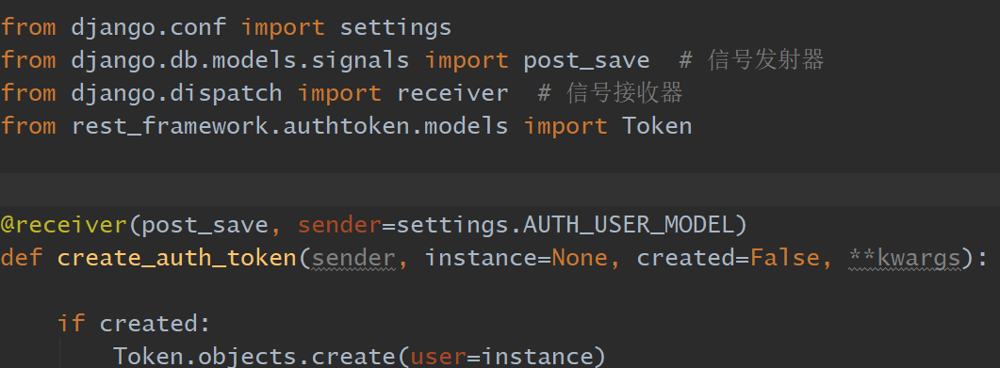 from django.conf import settings
from django.db.models.signals import post_save  # 信号发射器
from django.dispatch import receiver  # 信号接收器
from rest_framework.authtoken.models import Token
@receiver(post_save, sender=settings.AUTH_USER_MODEL)
def create_auth_token(sender, instance=None, created=False, **kwargs):
    if created:
        Token.objects.create(user=instance)